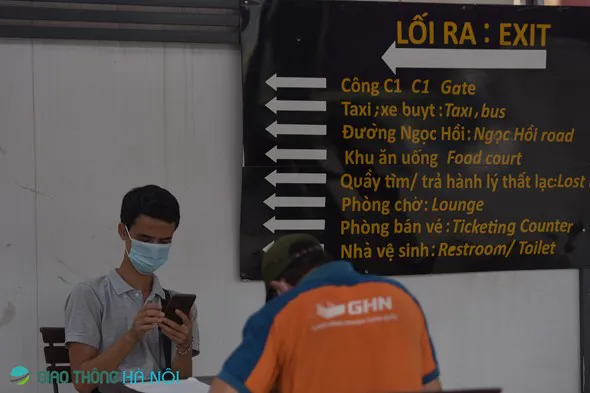 LỐI RA : EXIT
Công C1 C1 Gate
Taxi ; xe buyt : Taxi , bus
Đường Ngọc Hồi : Ngọc Hồi road
Khu ăn uống Food court
Quầy tìm/ trả hành lý thất lạc: Lost
Phòng chờ: Lounge
Phòng bán vé : Ticketing Counter
Nhà vệ sinh : Restroom/ Toilet
GHN
GIAO THÔNG HÀ NỘI